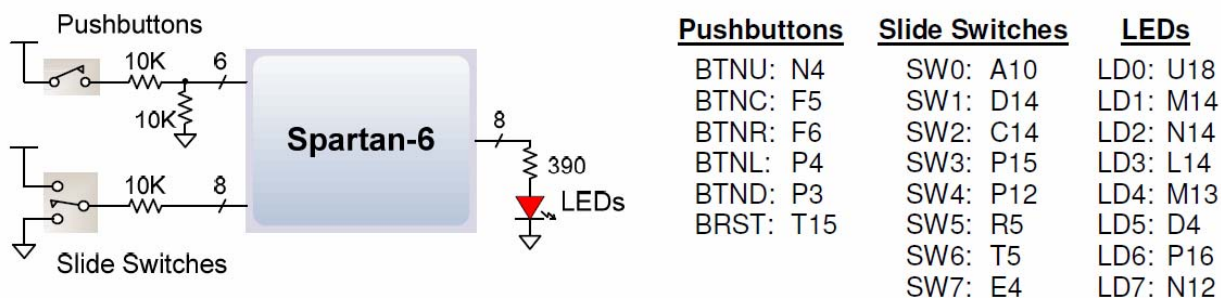 Pushbuttons
10K
6
10K
Spartan-6
8
390
LEDs
10K
8
Slide Switches
Pushbuttons Slide Switches LEDs
BTNU: N4 SW0: A10 LD0: U18
BTNC: F5 SW1: D14 LD1: M14
BTNR: F6 SW2: C14 LD2: N14
BTNL: P4 SW3: P15 LD3: L14
BTND: P3 SW4: P12 LD4: M13
BRST: T15 SW5: R5 LD5: D4
SW6: T5 LD6: P16
SW7: E4 LD7: N12